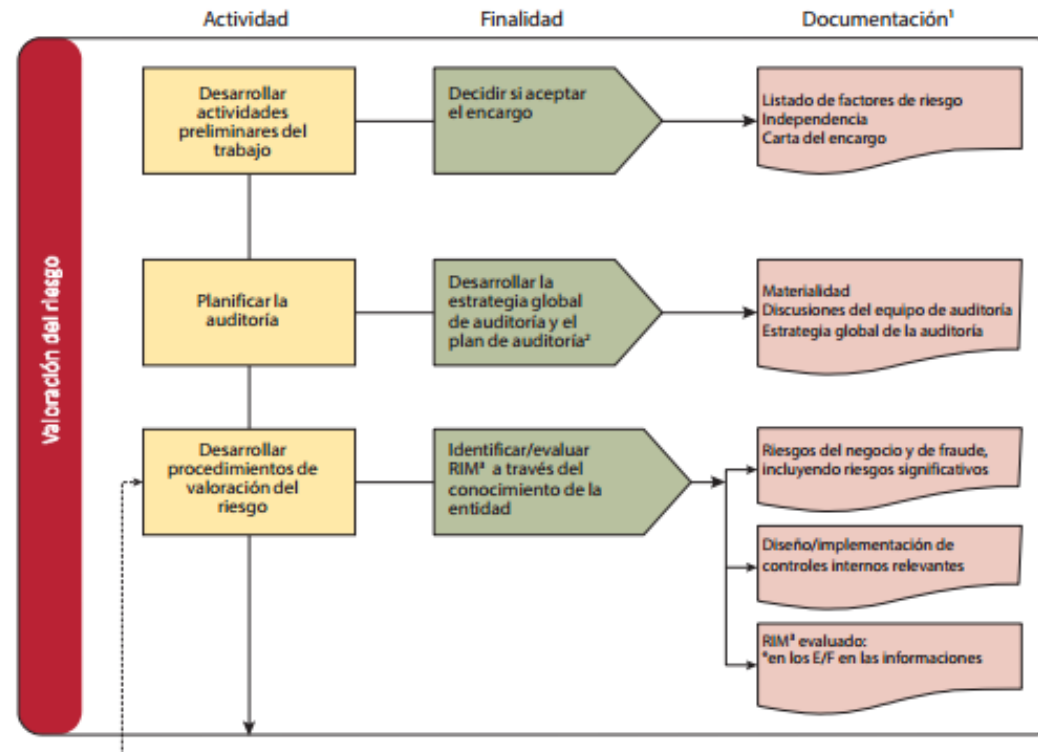 Actividad
Finalidad
Documentación¹
Valoración del riesgo
Desarrollar
actividades
preliminares del
trabajo
Decidir si aceptar
el encargo
Listado de factores de riesgo
Independencia
Carta del encargo
Planificar la
auditoría
Desarrollar la
estrategia global
de auditoría y el
plan de auditoría²
Materialidad
Discusiones del equipo de auditoría
Estrategia global de la auditoría
Desarrollar
procedimientos de
valoración del
riesgo
Identificar/evaluar
RIM³ a través del
conocimiento de la
entidad
Riesgos del negocio y de fraude,
incluyendo riesgos significativos
Diseño/implementación de
controles internos relevantes
RIM³ evaluado:
*en los E/F en las informaciones